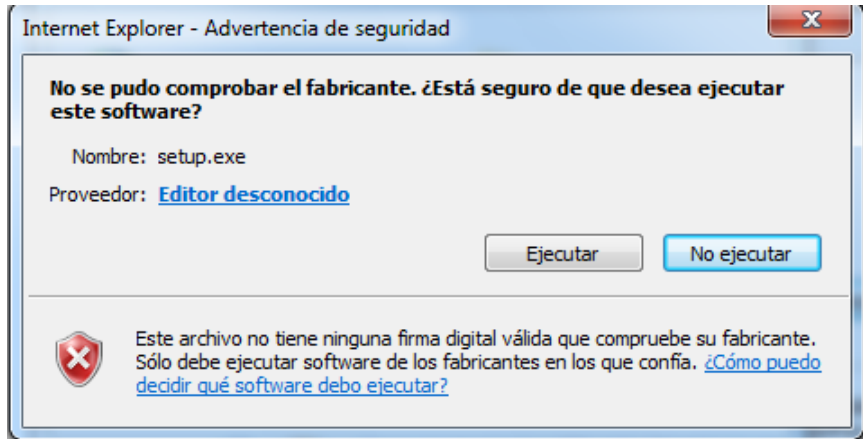 Internet Explorer - Advertencia de seguridad
No se pudo comprobar el fabricante. ¿Está seguro de que desea ejecutar
este software?
Nombre: setup.exe
Proveedor: Editor desconocido
Ejecutar No ejecutar
Este archivo no tiene ninguna firma digital válida que compruebe su fabricante.
Sólo debe ejecutar software de los fabricantes en los que confía. ¿Cómo puedo
decidir qué software debo ejecutar?